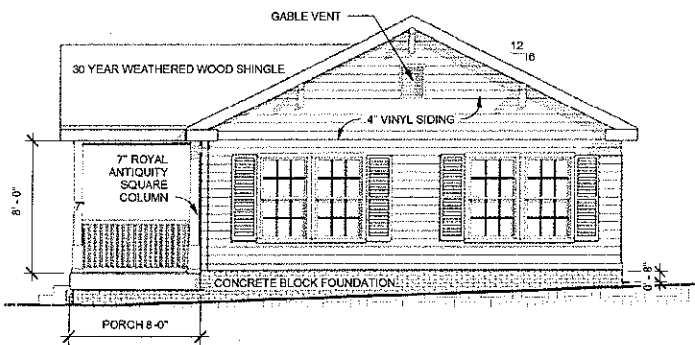 GABLE VENT
12
6
30 YEAR WEATHERED WOOD SHINGLE
4" VINYL SIDING
7" ROYAL
ANTIQUITY
SQUARE
COLUMN
8'-0"
CONCRETE BLOCK FOUNDATION
0'-8"
PORCH 8-0"